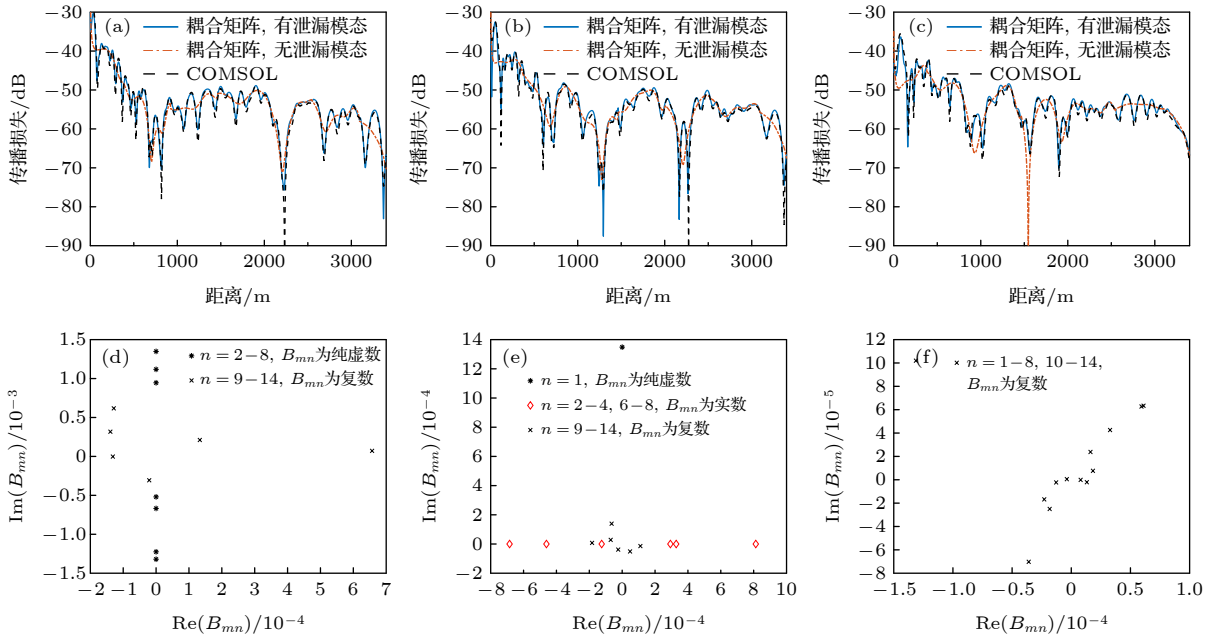 (a)
耦合矩阵, 有泄漏模态
耦合矩阵, 无泄漏模态
COMSOL
−30
−40
−50
−60
−70
−80
−90
传播损失/dB
0 1000 2000 3000
距离/m
(b)
耦合矩阵, 有泄漏模态
耦合矩阵, 无泄漏模态
COMSOL
−30
−40
−50
−60
−70
−80
−90
传播损失/dB
0 1000 2000 3000
距离/m
(c)
耦合矩阵, 有泄漏模态
耦合矩阵, 无泄漏模态
COMSOL
−30
−40
−50
−60
−70
−80
−90
传播损失/dB
0 1000 2000 3000
距离/m
(d)
n = 2−8, Bmn为纯虚数
n = 9−14, Bmn为复数
1.5
1.0
0.5
0
−0.5
−1.0
−1.5
Im(Bmn)/10−3
−2 −1 0 1 2 3 4 5 6 7
Re(Bmn)/10−4
(e)
n = 1, Bmn为纯虚数
n = 2−4, 6−8, Bmn为实数
n = 9−14, Bmn为复数
14
12
10
8
6
4
2
0
−2
Im(Bmn)/10−4
−8 −6 −4 −2 0 2 4 6 8 10
Re(Bmn)/10−4
(f)
n = 1−8, 10−14,
Bmn为复数
12
10
8
6
4
2
0
−2
−4
−6
−8
Im(Bmn)/10−5
−1.5 −1.0 −0.5 0 0.5 1.0
Re(Bmn)/10−4